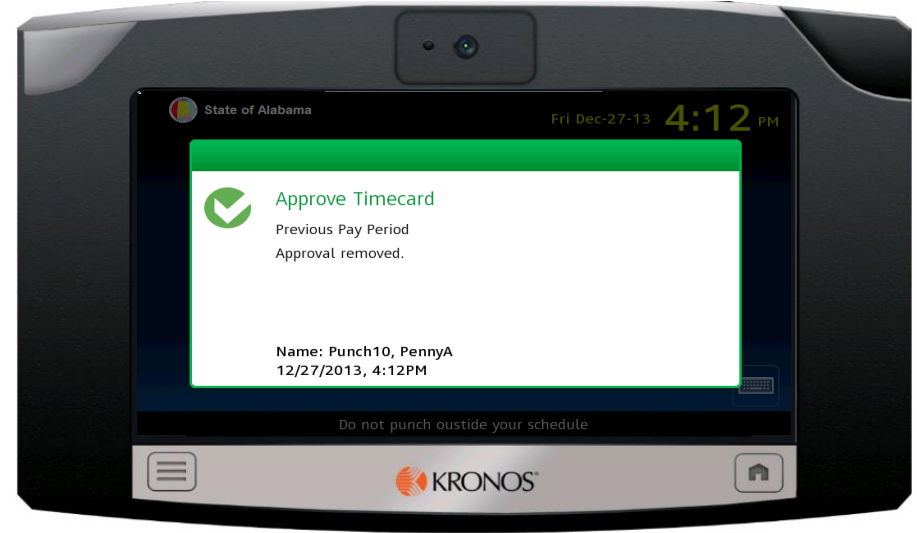 State of Alabama
Fri Dec-27-13 4:12 PM
Approve Timecard
Previous Pay Period
Approval removed.
Name: Punch10, PennyA
12/27/2013, 4:12PM
Do not punch oustide your schedule
KRONOS®